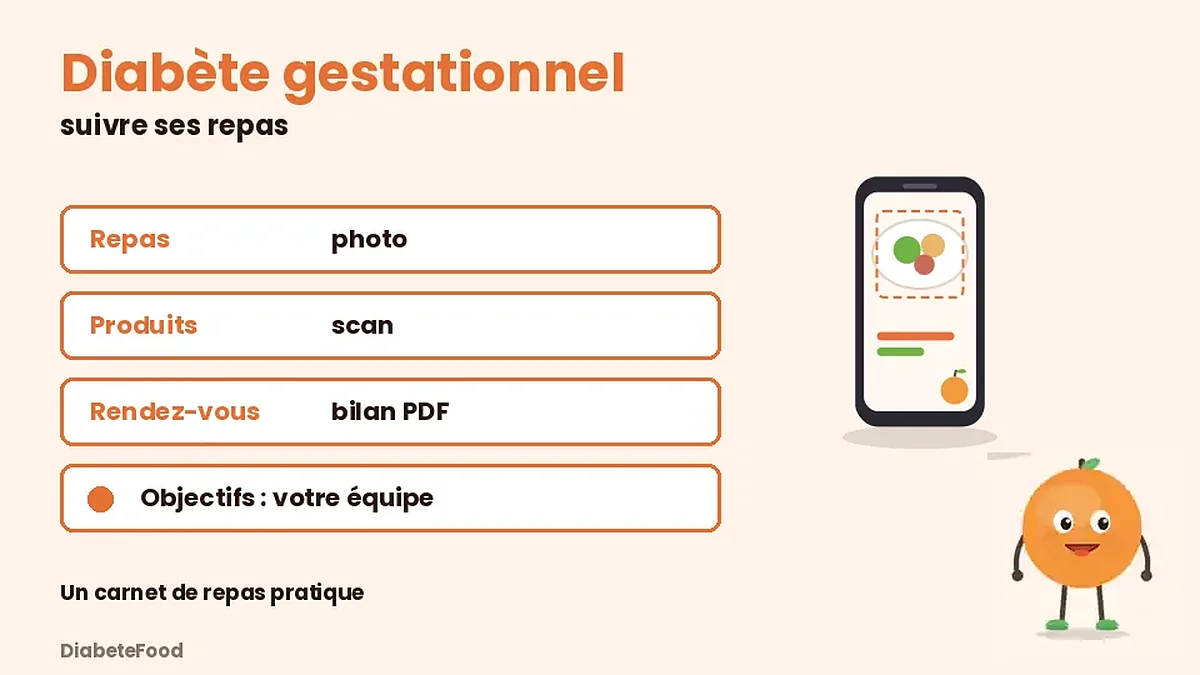 Diabète gestationnel
suivre ses repas
Repas photo
Produits scan
Rendez-vous bilan PDF
Objectifs : votre équipe
Un carnet de repas pratique
DiabeteFood